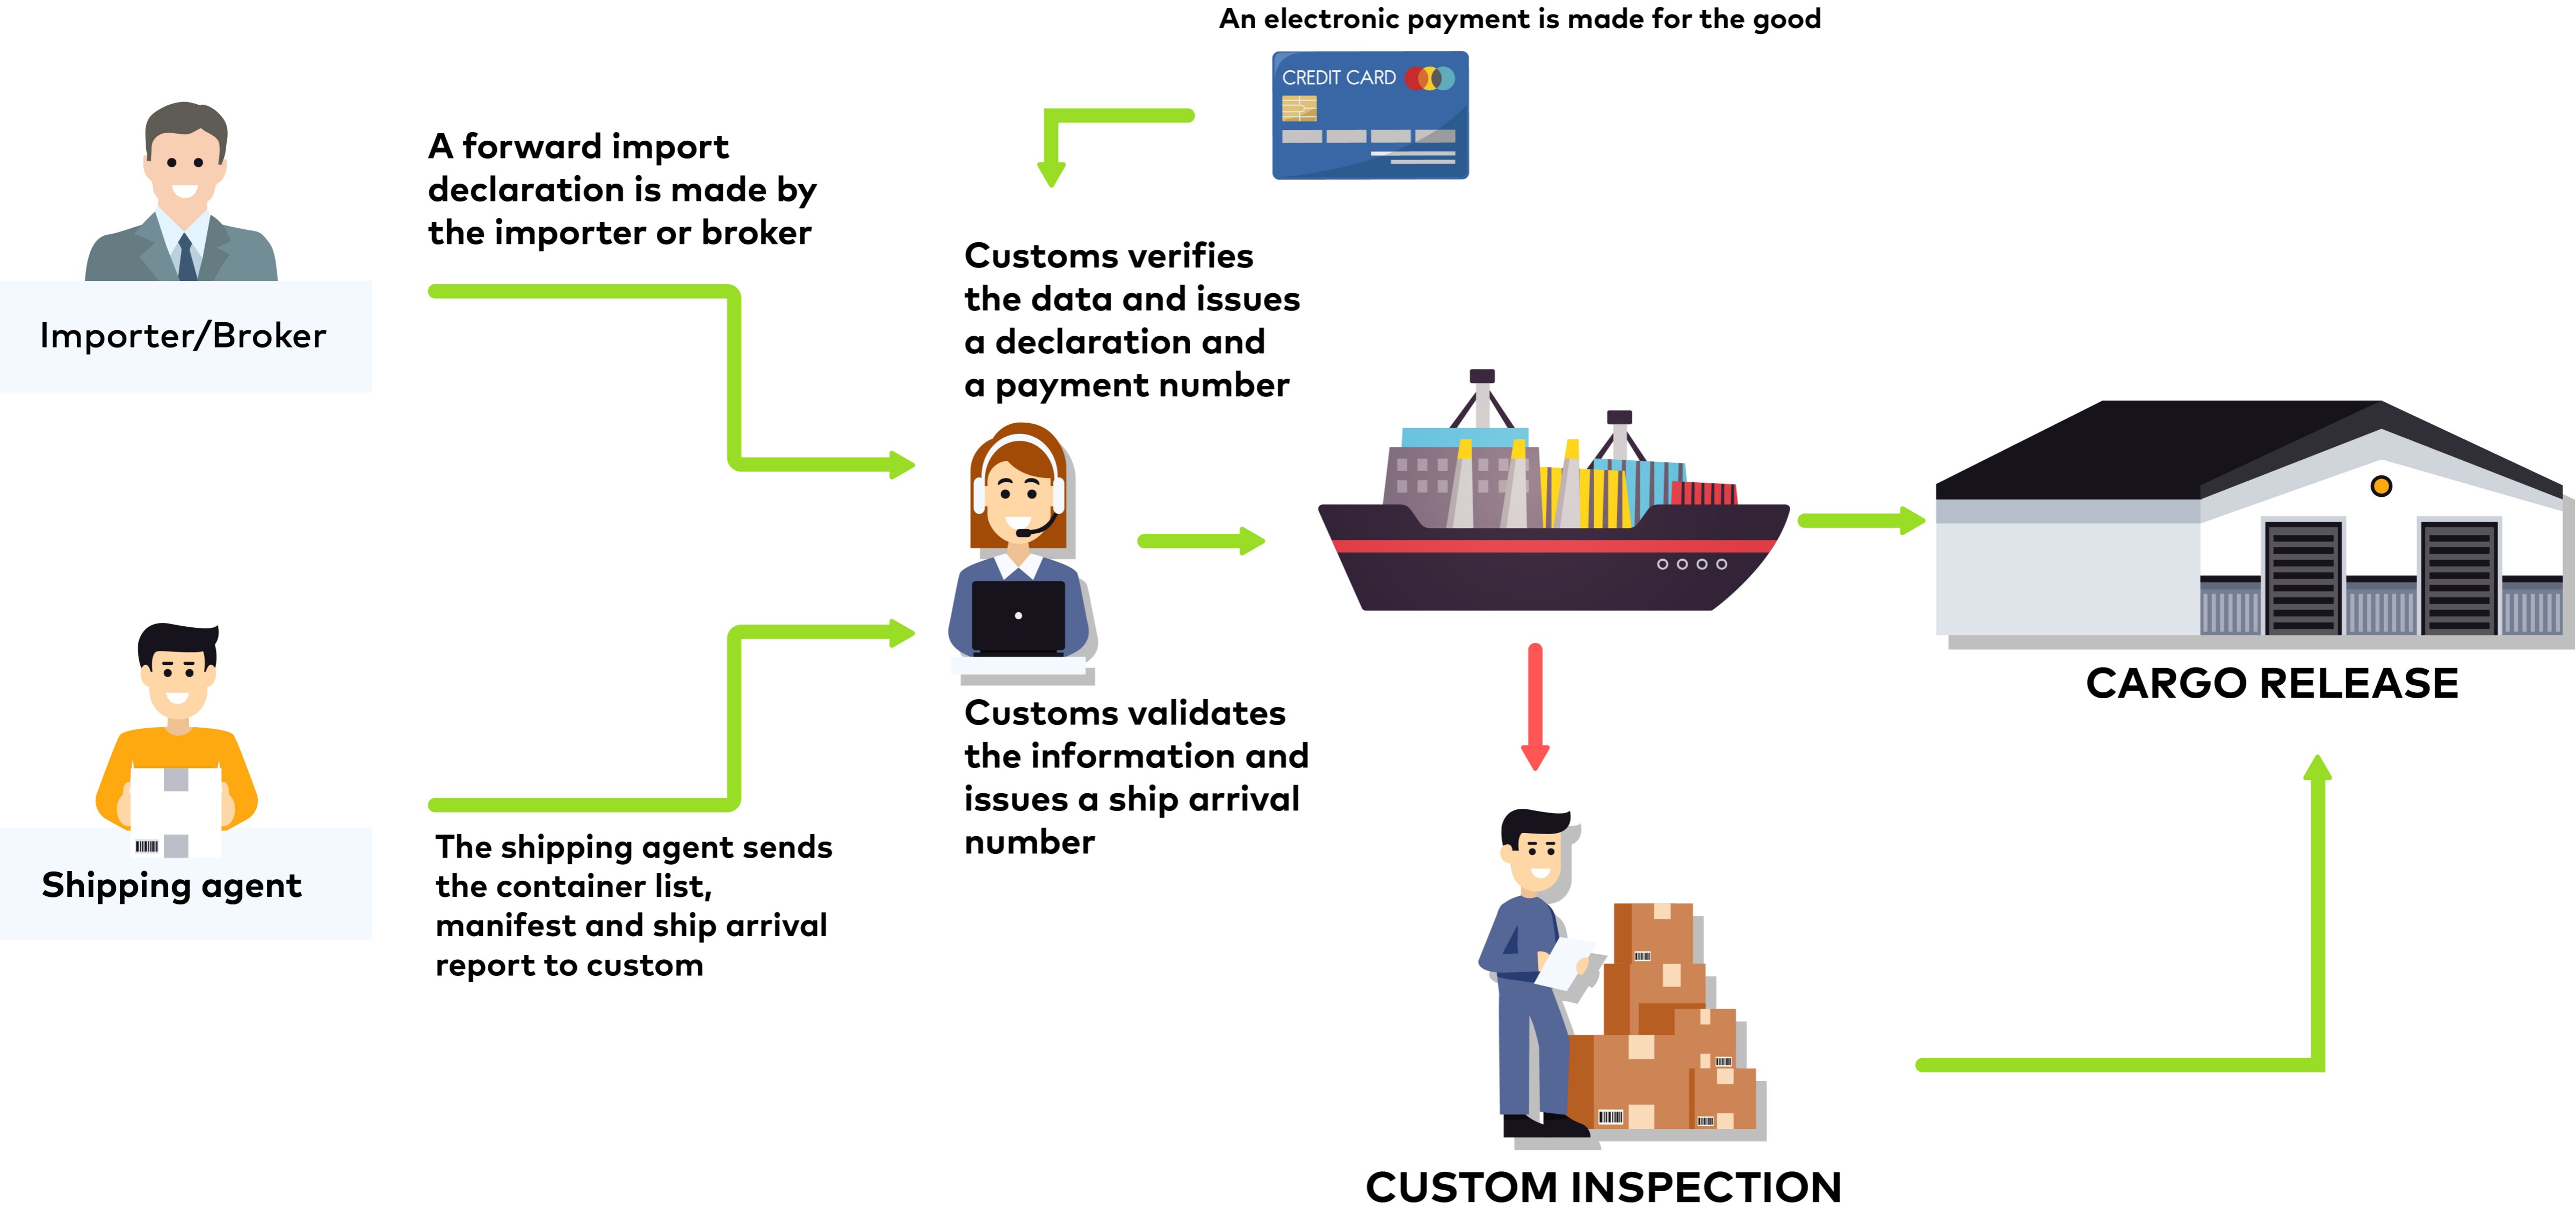 An electronic payment is made for the good
CREDIT CARD
A forward import
declaration is made by
the importer or broker
Importer/Broker
Customs verifies
the data and issues
a declaration and
a payment number
Shipping agent
The shipping agent sends
the container list,
manifest and ship arrival
report to custom
Customs validates
the information and
issues a ship arrival
number
CARGO RELEASE
CUSTOM INSPECTION